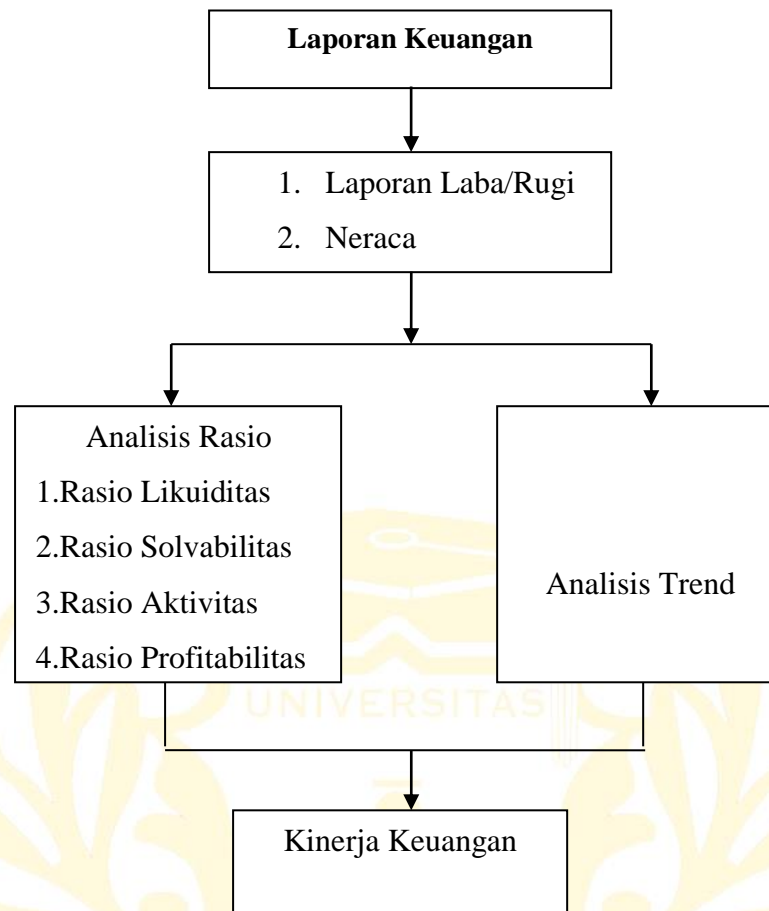 Laporan Keuangan
1. Laporan Laba/Rugi
2. Neraca
Analisis Rasio
1.Rasio Likuiditas
2.Rasio Solvabilitas
3.Rasio Aktivitas
4.Rasio Profitabilitas
Analisis Trend
UNIVERSITAS
Kinerja Keuangan